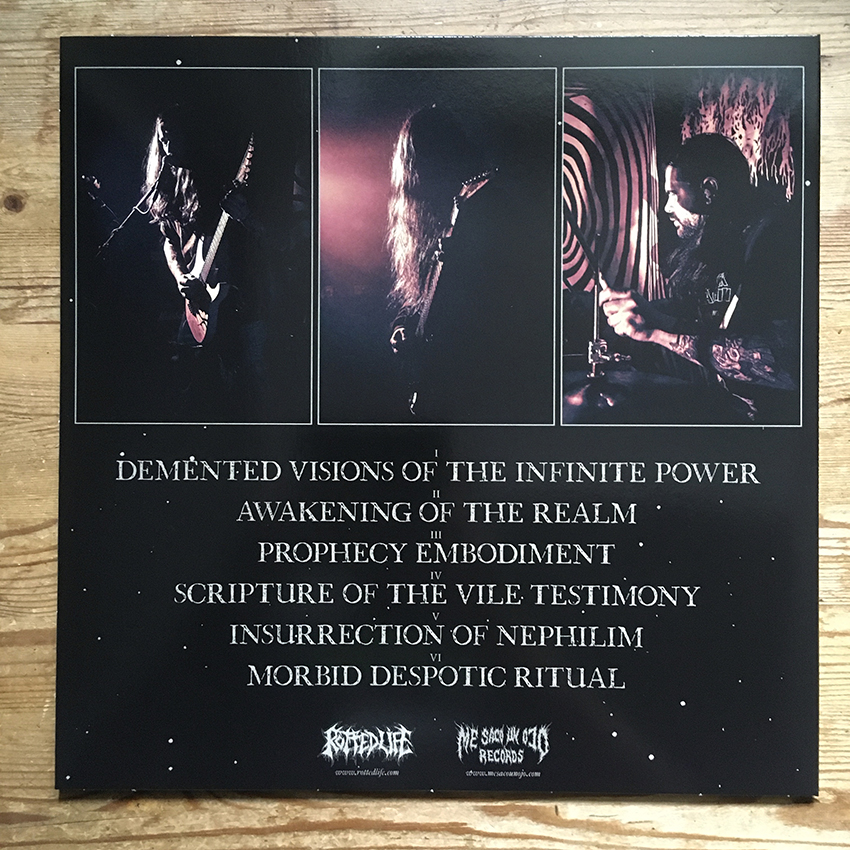 I
DEMENTED VISIONS OF THE INFINITE POWER
II
AWAKENING OF THE REALM
III
PROPHECY EMBODIMENT
IV
SCRIPTURE OF THE VILE TESTIMONY
V
INSURRECTION OF NEPHILIM
VI
MORBID DESPOTIC RITUAL
ROTTED LIFE
ME SACO UN OJO
RECORDS
www.rottedlife.com
www.mesacounojo.com